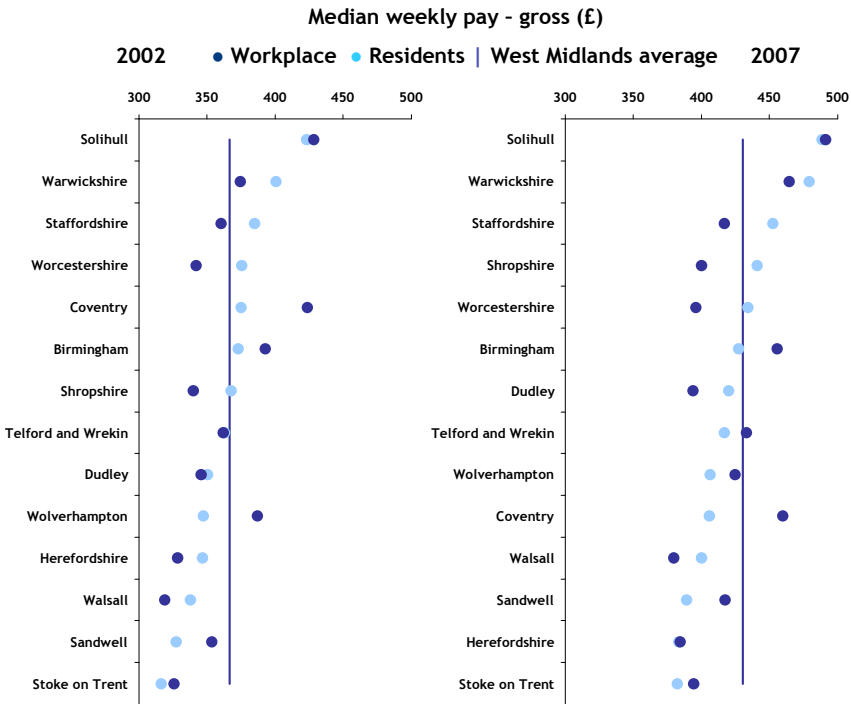 Median weekly pay – gross (£)
2002 Workplace Residents West Midlands average 2007
300 350 400 450 500
Solihull
Warwickshire
Staffordshire
Worcestershire
Coventry
Birmingham
Shropshire
Telford and Wrekin
Dudley
Wolverhampton
Herefordshire
Walsall
Sandwell
Stoke on Trent
300 350 400 450 500
Solihull
Warwickshire
Staffordshire
Shropshire
Worcestershire
Birmingham
Dudley
Telford and Wrekin
Wolverhampton
Coventry
Walsall
Sandwell
Herefordshire
Stoke on Trent